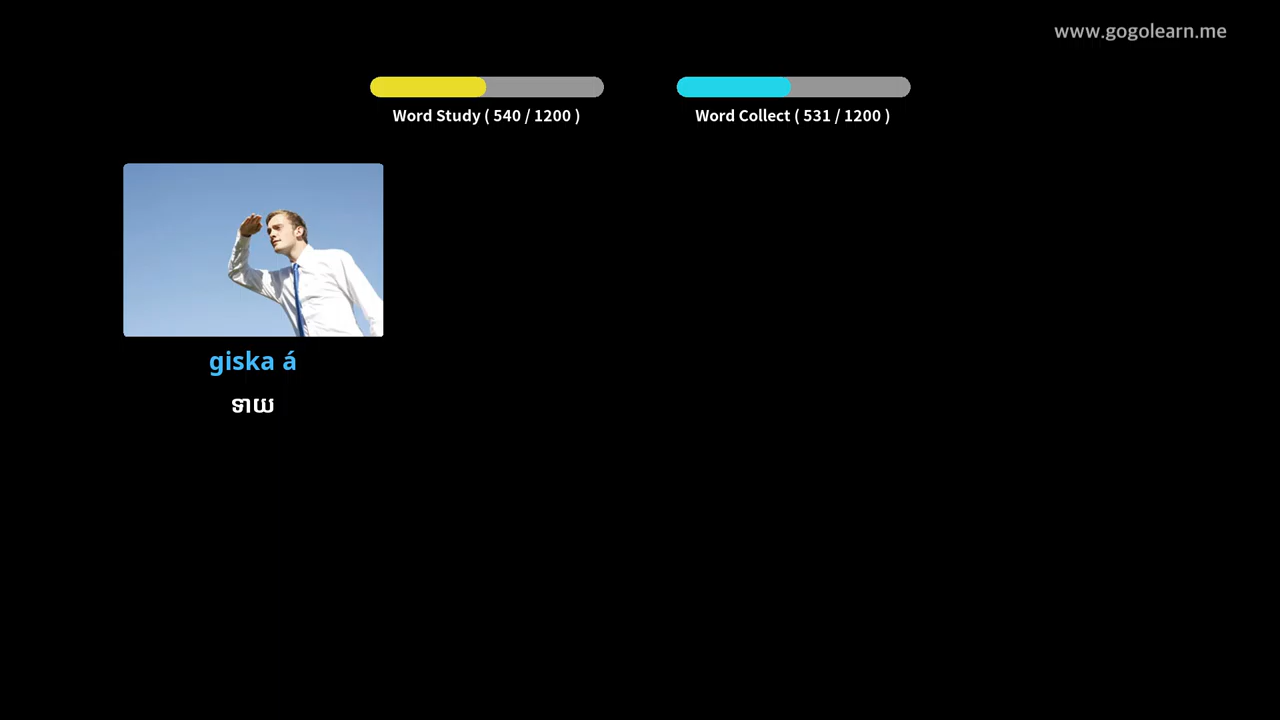 www.gogolearn.me
Word Study ( 540 / 1200 )
Word Collect ( 531 / 1200 )
giska á
ទាយ